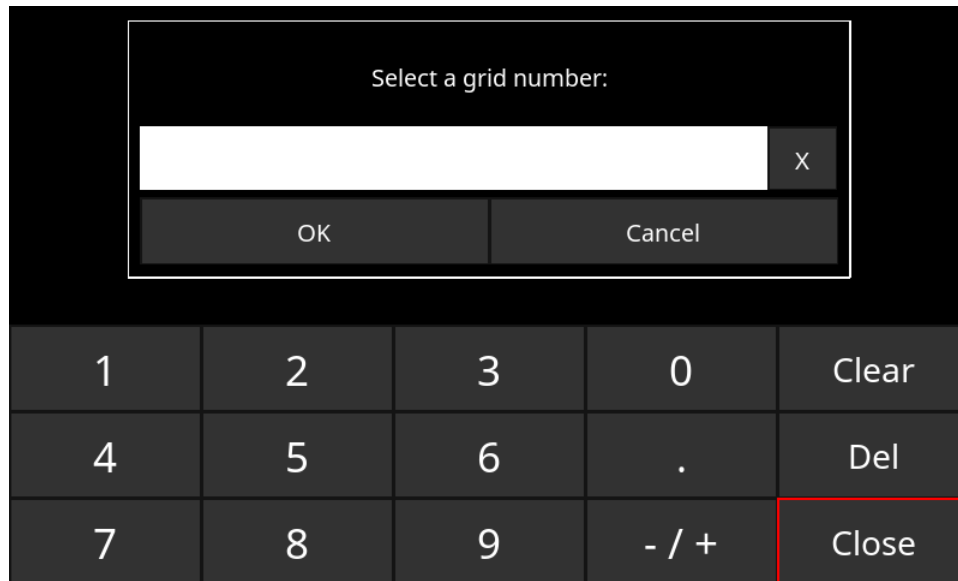 Select a grid number:
X
OK Cancel
1 2 3 0 Clear
4 5 6 . Del
7 8 9 - / + Close